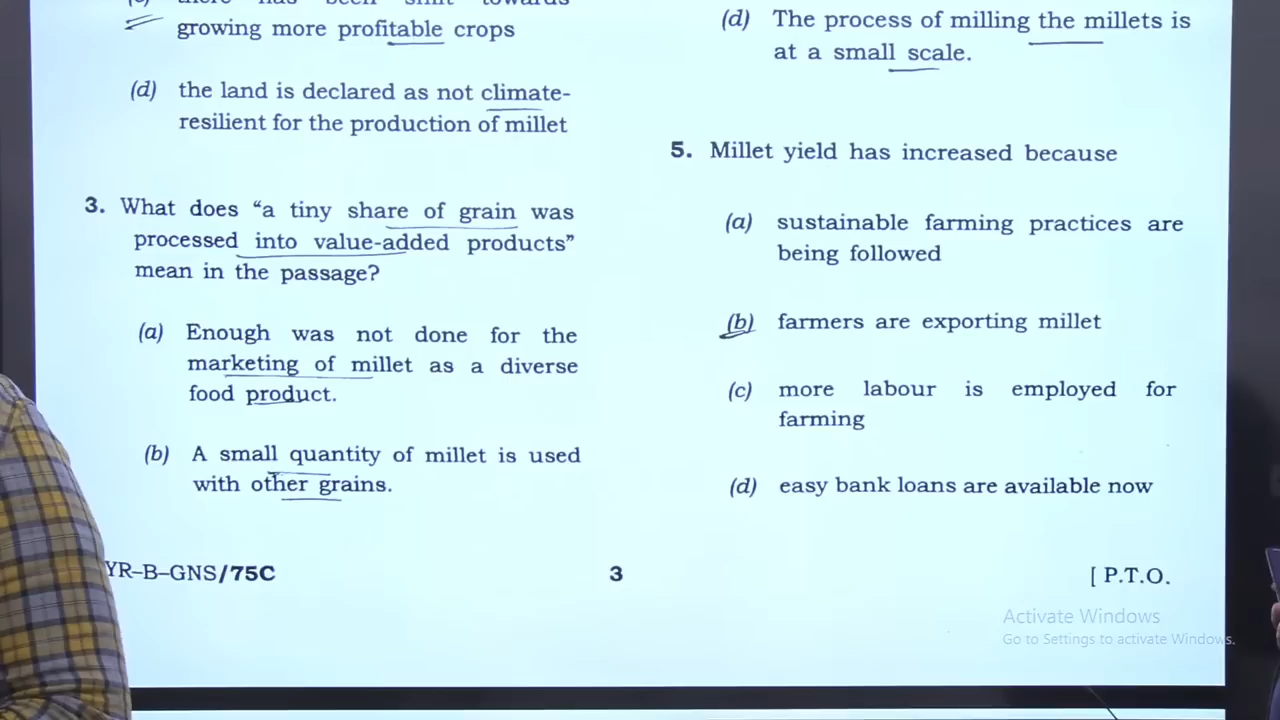 growing more profitable crops
(d) the land is declared as not climate-
resilient for the production of millet
3. What does “a tiny share of grain was
processed into value-added products”
mean in the passage?
(a) Enough was not done for the
marketing of millet as a diverse
food product.
(b) A small quantity of millet is used
with other grains.
(d) The process of milling the millets is
at a small scale.
5. Millet yield has increased because
(a) sustainable farming practices are
being followed
(b) farmers are exporting millet
(c) more labour is employed for
farming
(d) easy bank loans are available now
YR–B–GNS/75C
3
[ P.T.O.
Activate Windows
Go to Settings to activate Windows.